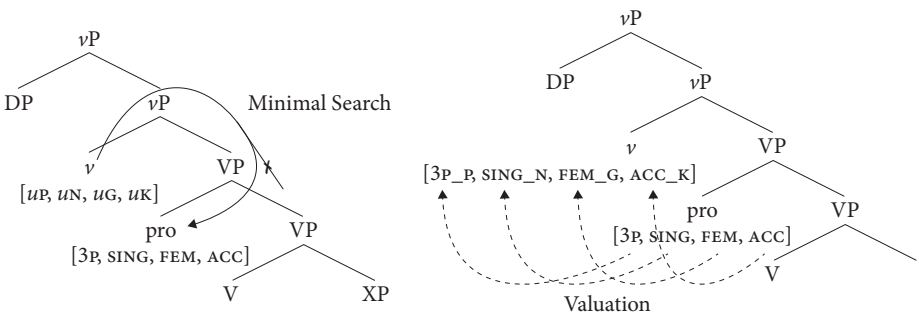 vP
DP
vP
Minimal Search
v
VP
[uP, uN, uG, uK]
pro
VP
[3P, SING, FEM, ACC]
V
XP
vP
DP
vP
v
VP
[3P_P, SING_N, FEM_G, ACC_K]
pro
VP
[3P, SING, FEM, ACC]
V
Valuation